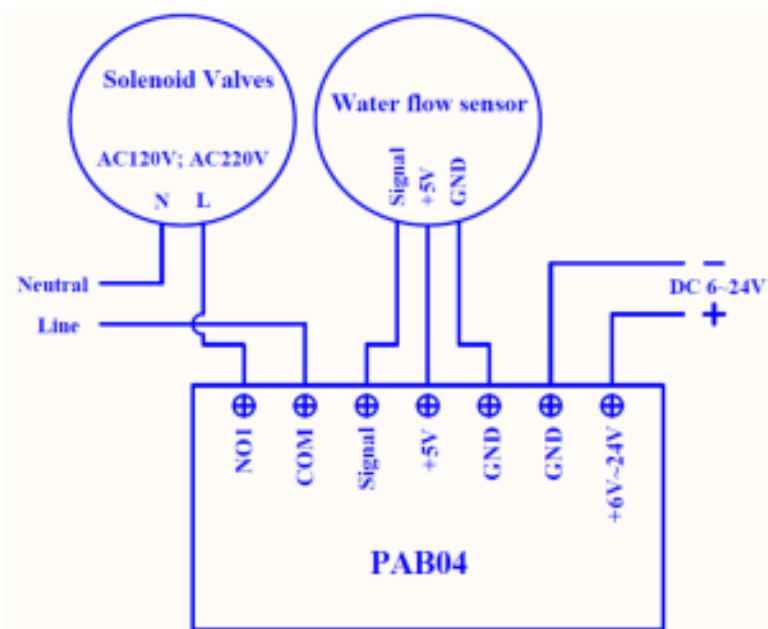 Solenoid Valves
AC120V; AC220V
N L
Water flow sensor
Signal
+5V
GND
Neutral
Line
− DC 6~24V +
NO1
COM
Signal
+5V
GND
GND
+6V~24V
PAB04